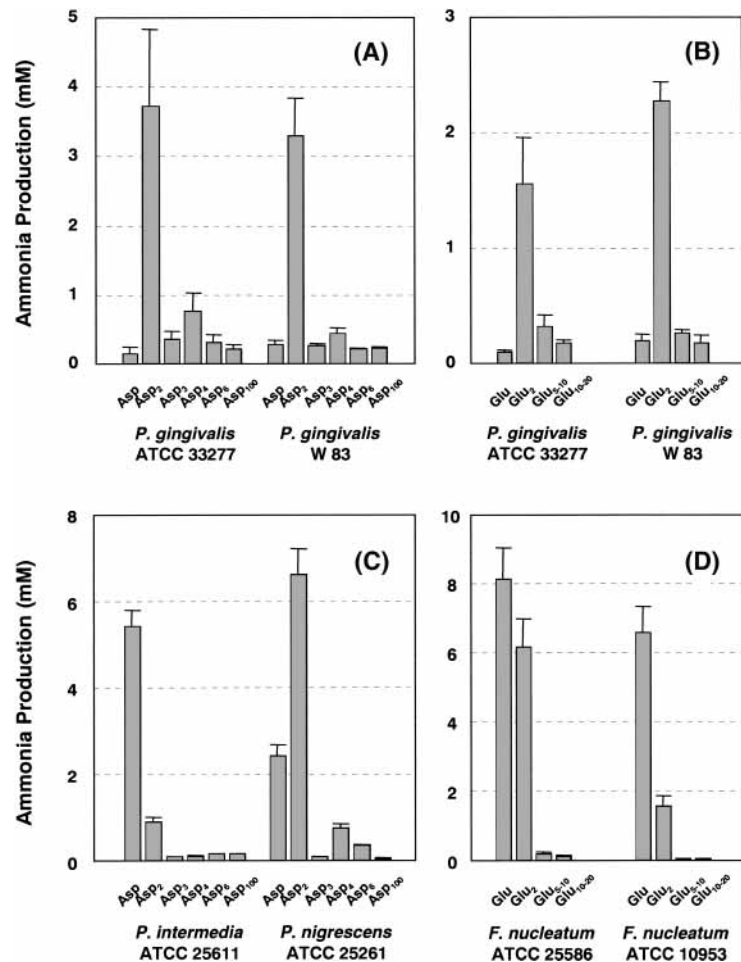 Ammonia Production (mM)
5
4
3
2
1
0
(A)
Asp Asp₂ Asp₃ Asp₄ Asp₆ Asp₁₀₀ Asp Asp₂ Asp₃ Asp₄ Asp₆ Asp₁₀₀
P. gingivalis P. gingivalis
ATCC 33277 W 83
3
2
1
0
(B)
Glu Glu₂ Glu₅₋₁₀ Glu₁₀₋₂₀ Glu Glu₂ Glu₅₋₁₀ Glu₁₀₋₂₀
P. gingivalis P. gingivalis
ATCC 33277 W 83
Ammonia Production (mM)
8
6
4
2
0
(C)
Asp Asp₂ Asp₃ Asp₄ Asp₆ Asp₁₀₀ Asp Asp₂ Asp₃ Asp₄ Asp₆ Asp₁₀₀
P. intermedia P. nigrescens
ATCC 25611 ATCC 25261
10
8
6
4
2
0
(D)
Glu Glu₂ Glu₅₋₁₀ Glu₁₀₋₂₀ Glu Glu₂ Glu₅₋₁₀ Glu₁₀₋₂₀
F. nucleatum F. nucleatum
ATCC 25586 ATCC 10953